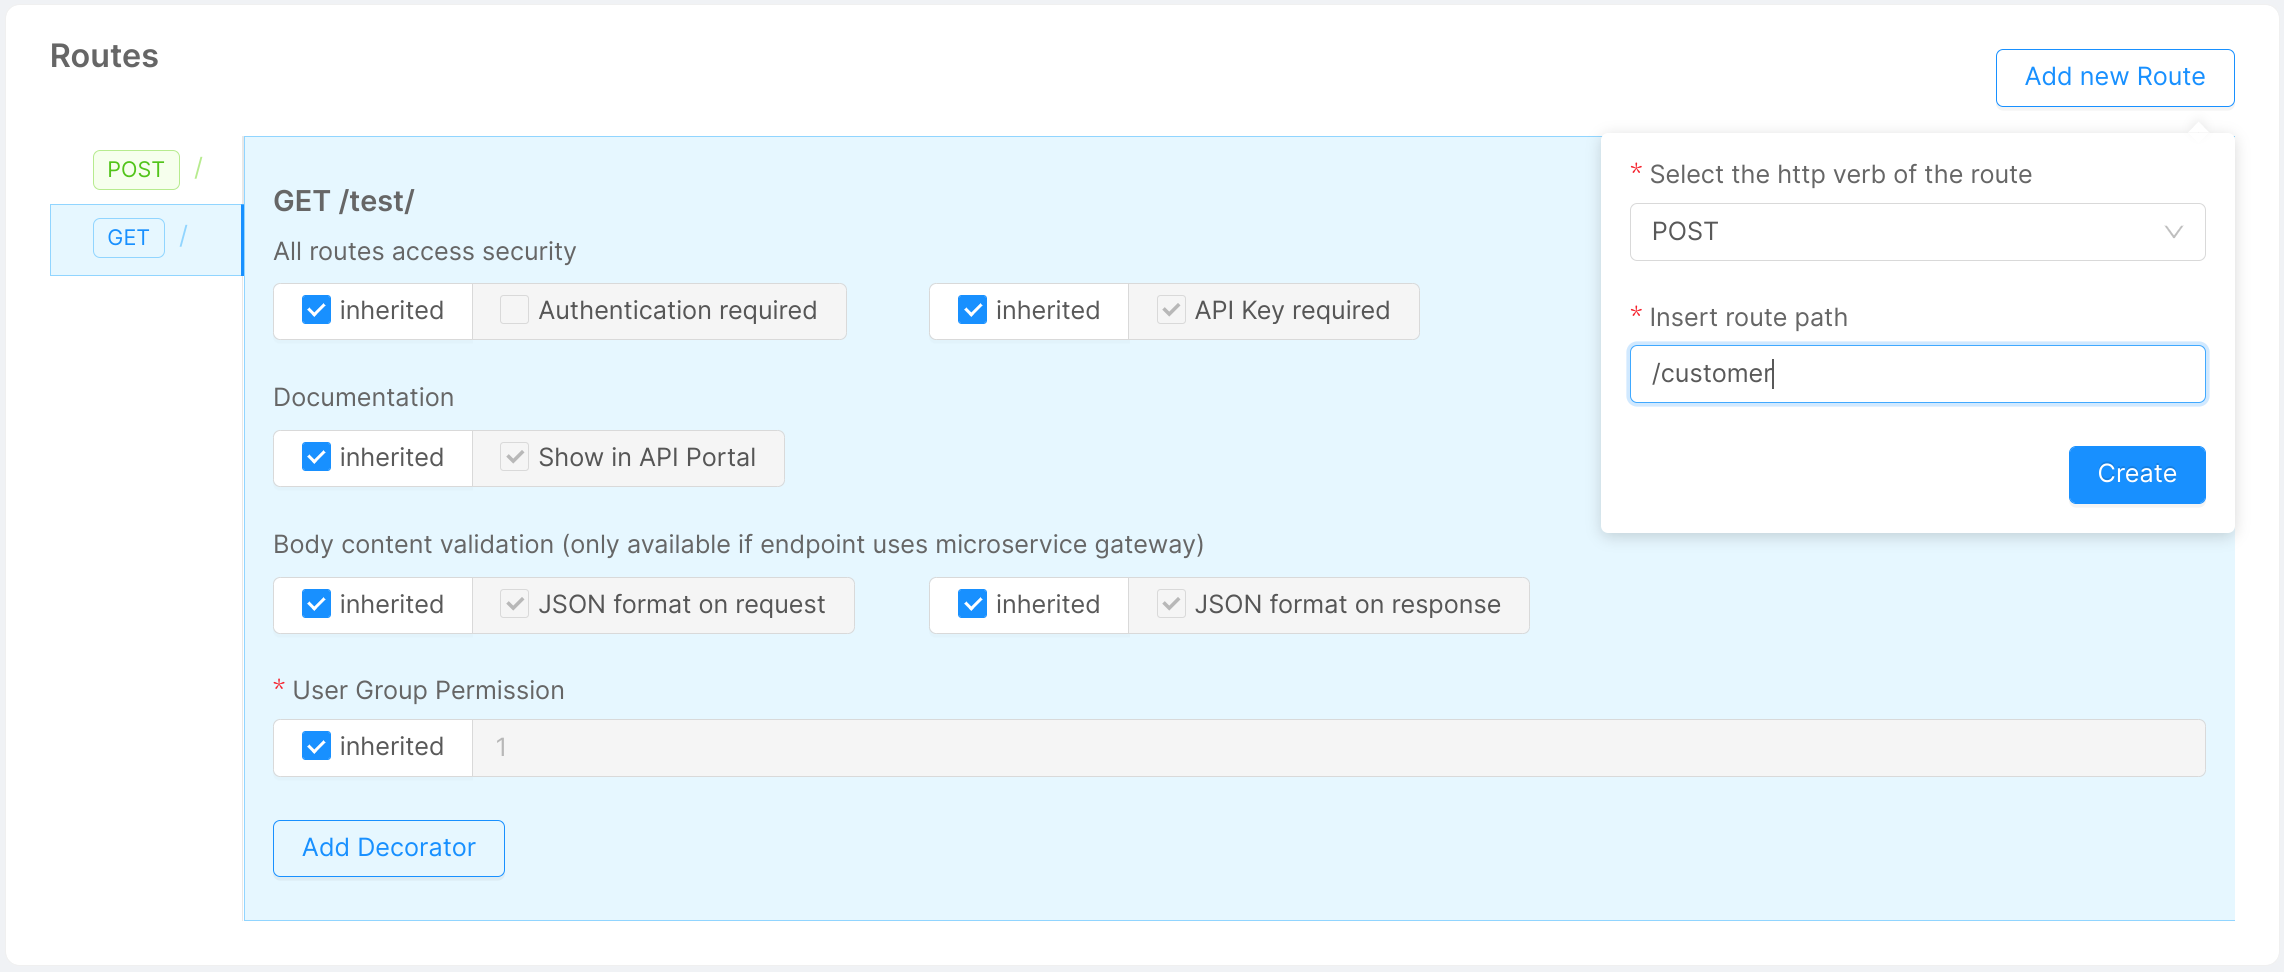 Routes
Add new Route
POST /
GET /
GET /test/
All routes access security
inherited Authentication required inherited API Key required
Documentation
inherited Show in API Portal
Body content validation (only available if endpoint uses microservice gateway)
inherited JSON format on request inherited JSON format on response
* User Group Permission
inherited 1
Add Decorator
* Select the http verb of the route
POST
* Insert route path
/customer
Create